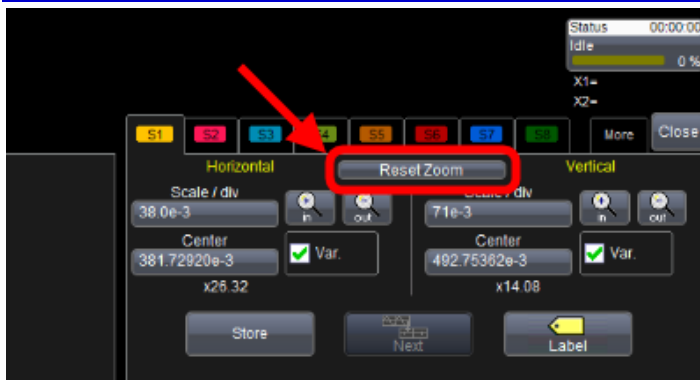 Status 00:00:00
Idle
0 %
X1=
X2=
S1 S2 S3 S4 S5 S6 S7 S8 More Close
Horizontal Reset Zoom Vertical
Scale / div Scale / div
38.0e-3 in out 71e-3 in out
Center Center
381.72920e-3 Var. 492.75362e-3 Var.
x26.32 x14.08
Store Next Label